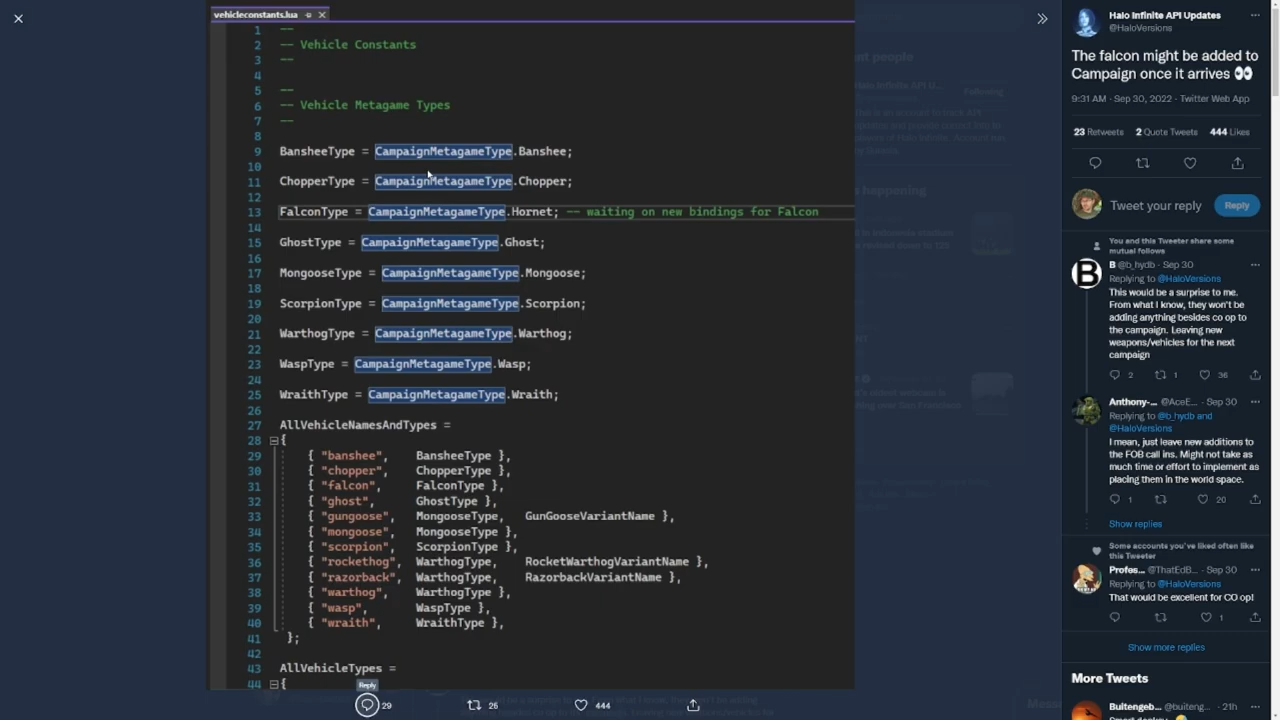 vehicleconstants.lua
1 --
2 -- Vehicle Constants
3 --
4
5 --
6 -- Vehicle Metagame Types
7 --
8
9 BansheeType = CampaignMetagameType.Banshee;
10
11 ChopperType = CampaignMetagameType.Chopper;
12
13 FalconType = CampaignMetagameType.Hornet; -- waiting on new bindings for Falcon
14
15 GhostType = CampaignMetagameType.Ghost;
16
17 MongooseType = CampaignMetagameType.Mongoose;
18
19 ScorpionType = CampaignMetagameType.Scorpion;
20
21 WarthogType = CampaignMetagameType.Warthog;
22
23 WaspType = CampaignMetagameType.Wasp;
24
25 WraithType = CampaignMetagameType.Wraith;
26
27 AllVehicleNamesAndTypes =
28 {
29 { "banshee", BansheeType },
30 { "chopper", ChopperType },
31 { "falcon", FalconType },
32 { "ghost", GhostType },
33 { "gungoose", MongooseType, GunGooseVariantName },
34 { "mongoose", MongooseType },
35 { "scorpion", ScorpionType },
36 { "rockethog", WarthogType, RocketWarthogVariantName },
37 { "razorback", WarthogType, RazorbackVariantName },
38 { "warthog", WarthogType },
39 { "wasp", WaspType },
40 { "wraith", WraithType },
41 };
42
43 AllVehicleTypes =
44 {
Reply
29
26
444
Halo Infinite API Updates
@HaloVersions
The falcon might be added to
Campaign once it arrives 👀
9:31 AM · Sep 30, 2022 · Twitter Web App
23 Retweets 2 Quote Tweets 444 Likes
Tweet your reply
Reply
You and this Tweeter share some
mutual follows
B @b_hydb · Sep 30
Replying to @HaloVersions
This would be a surprise to me.
From what I know, they won't be
adding anything besides co op to
the campaign. Leaving new
weapons/vehicles for the next
campaign
2 1 36
Anthony-... @AceE... · Sep 30
Replying to @b_hydb and
@HaloVersions
I mean, just leave new additions to
the FOB call ins. Might not take as
much time or effort to implement as
placing them in the world space.
1 20
Show replies
Some accounts you've liked often like
this Tweeter
Profes... @ThatEdB... · Sep 30
Replying to @HaloVersions
That would be excellent for CO op!
1
Show more replies
More Tweets
Buitengeb... @buiteng... · 21h